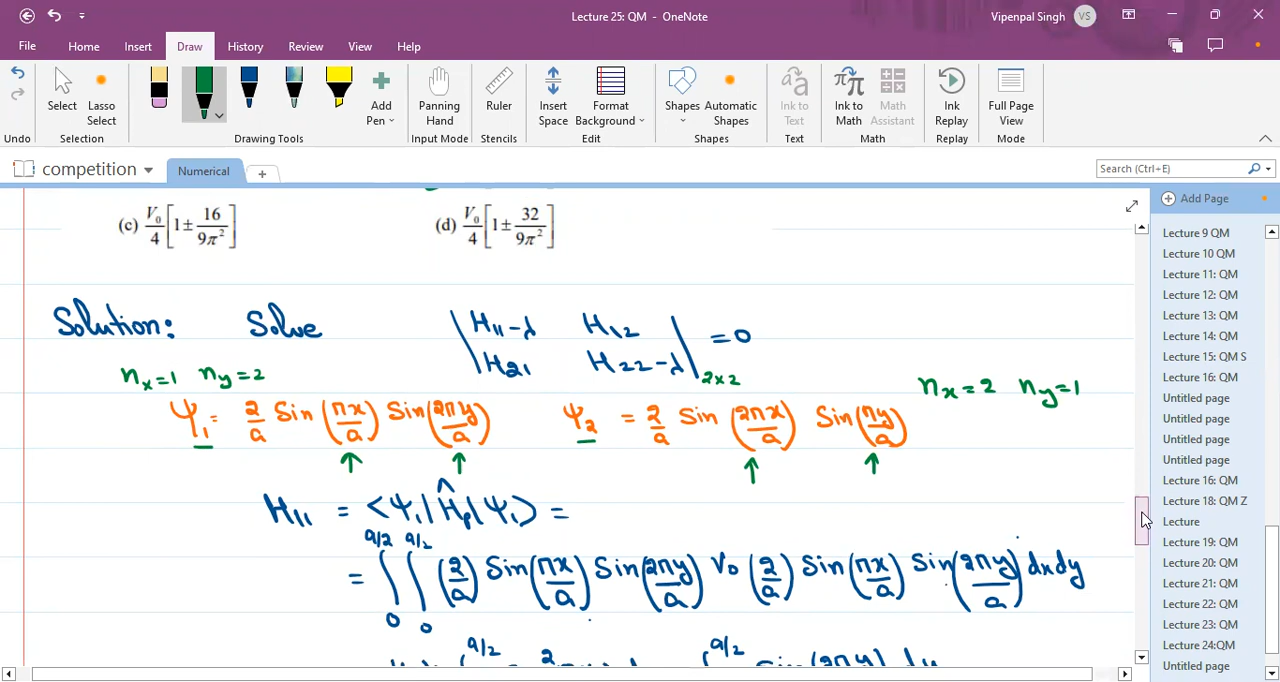 Lecture 25: QM - OneNote
Vipenpal Singh VS
File Home Insert Draw History Review View Help
Undo
Select
Lasso Select
Add Pen
Panning Hand
Ruler
Insert Space
Format Background
Shapes
Automatic Shapes
Ink to Text
Ink to Math
Math Assistant
Ink Replay
Full Page View
Selection Drawing Tools Input Mode Stencils Edit Shapes Text Math Replay Mode
competition Numerical
Search (Ctrl+E)
Add Page
(c) V₀/4 [1 ± 16/9π²] (d) V₀/4 [1 ± 32/9π²]
Solution: Solve |H₁₁-λ H₁₂
H₂₁ H₂₂-λ|₂ₓ₂ = 0
nx=1 ny=2 nx=2 ny=1
Ψ₁ = 2/a Sin(πx/a) Sin(2πy/a) Ψ₂ = 2/a Sin(2πx/a) Sin(πy/a)
H₁₁ = <Ψ₁|Ĥp|Ψ₁> =
= ∫₀^a/2 ∫₀^a/2 (2/a) Sin(πx/a) Sin(2πy/a) V₀ (2/a) Sin(πx/a) Sin(2πy/a) dxdy
a/2 a/2
Lecture 9 QM
Lecture 10 QM
Lecture 11: QM
Lecture 12: QM
Lecture 13: QM
Lecture 14: QM
Lecture 15: QM S
Lecture 16: QM
Untitled page
Untitled page
Untitled page
Untitled page
Lecture 16: QM
Lecture 18: QM Z
Lecture
Lecture 19: QM
Lecture 20: QM
Lecture 21: QM
Lecture 22: QM
Lecture 23: QM
Lecture 24:QM
Untitled page